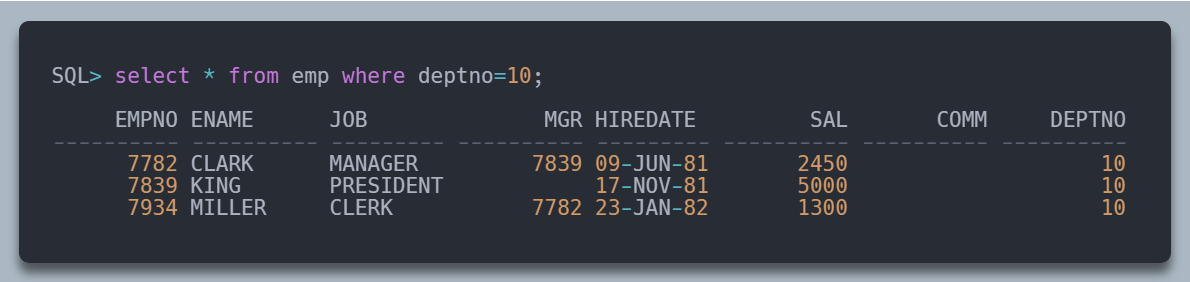 SQL> select * from emp where deptno=10;
     EMPNO ENAME      JOB              MGR HIREDATE         SAL       COMM     DEPTNO
---------- ---------- --------- ---------- --------- ---------- ---------- ----------
      7782 CLARK      MANAGER         7839 09-JUN-81       2450                    10
      7839 KING       PRESIDENT            17-NOV-81       5000                    10
      7934 MILLER     CLERK           7782 23-JAN-82       1300                    10